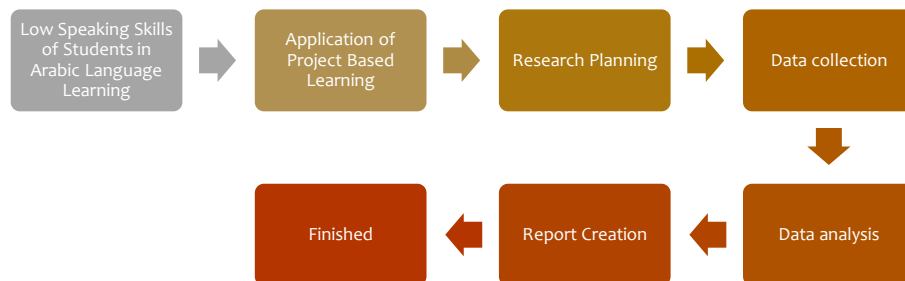 Low Speaking Skills
of Students in
Arabic Language
Learning
Application of
Project Based
Learning
Research Planning
Data collection
Data analysis
Report Creation
Finished